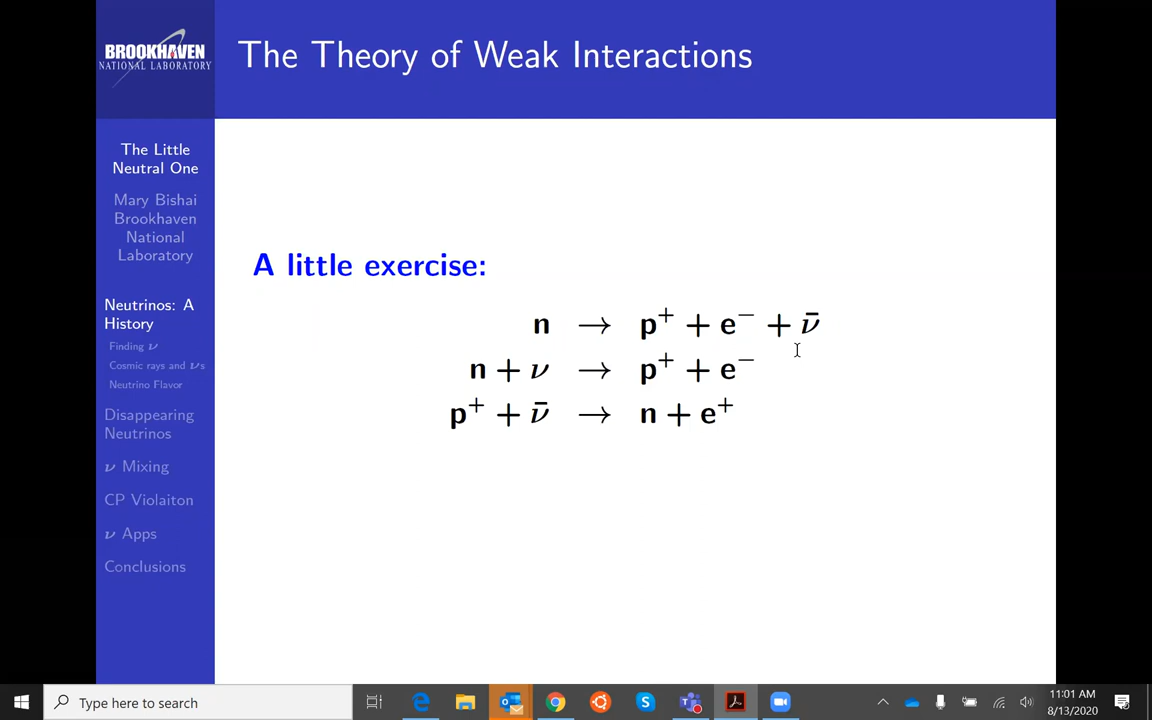 BROOKHAVEN
NATIONAL LABORATORY
The Theory of Weak Interactions
The Little
Neutral One
Mary Bishai
Brookhaven
National
Laboratory
Neutrinos: A
History
Finding ν
Cosmic rays and νs
Neutrino Flavor
Disappearing
Neutrinos
ν Mixing
CP Violaiton
ν Apps
Conclusions
A little exercise:
n → p⁺ + e⁻ + ν̄
n + ν → p⁺ + e⁻
p⁺ + ν̄ → n + e⁺
Type here to search
11:01 AM
8/13/2020